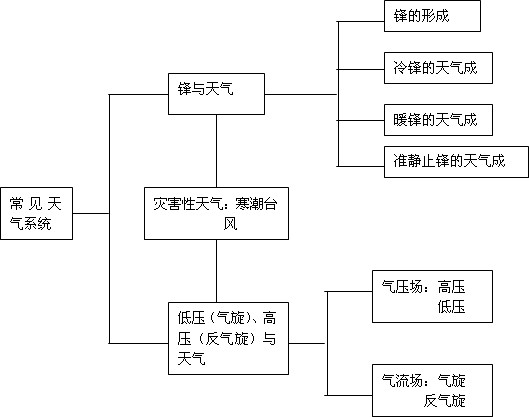 锋的形成
冷锋的天气成
锋与天气
暖锋的天气成
准静止锋的天气成
常见天
气系统
灾害性天气：寒潮台
风
气压场：高压
低压
低压（气旋）、高
压（反气旋）与
天气
气流场：气旋
反气旋